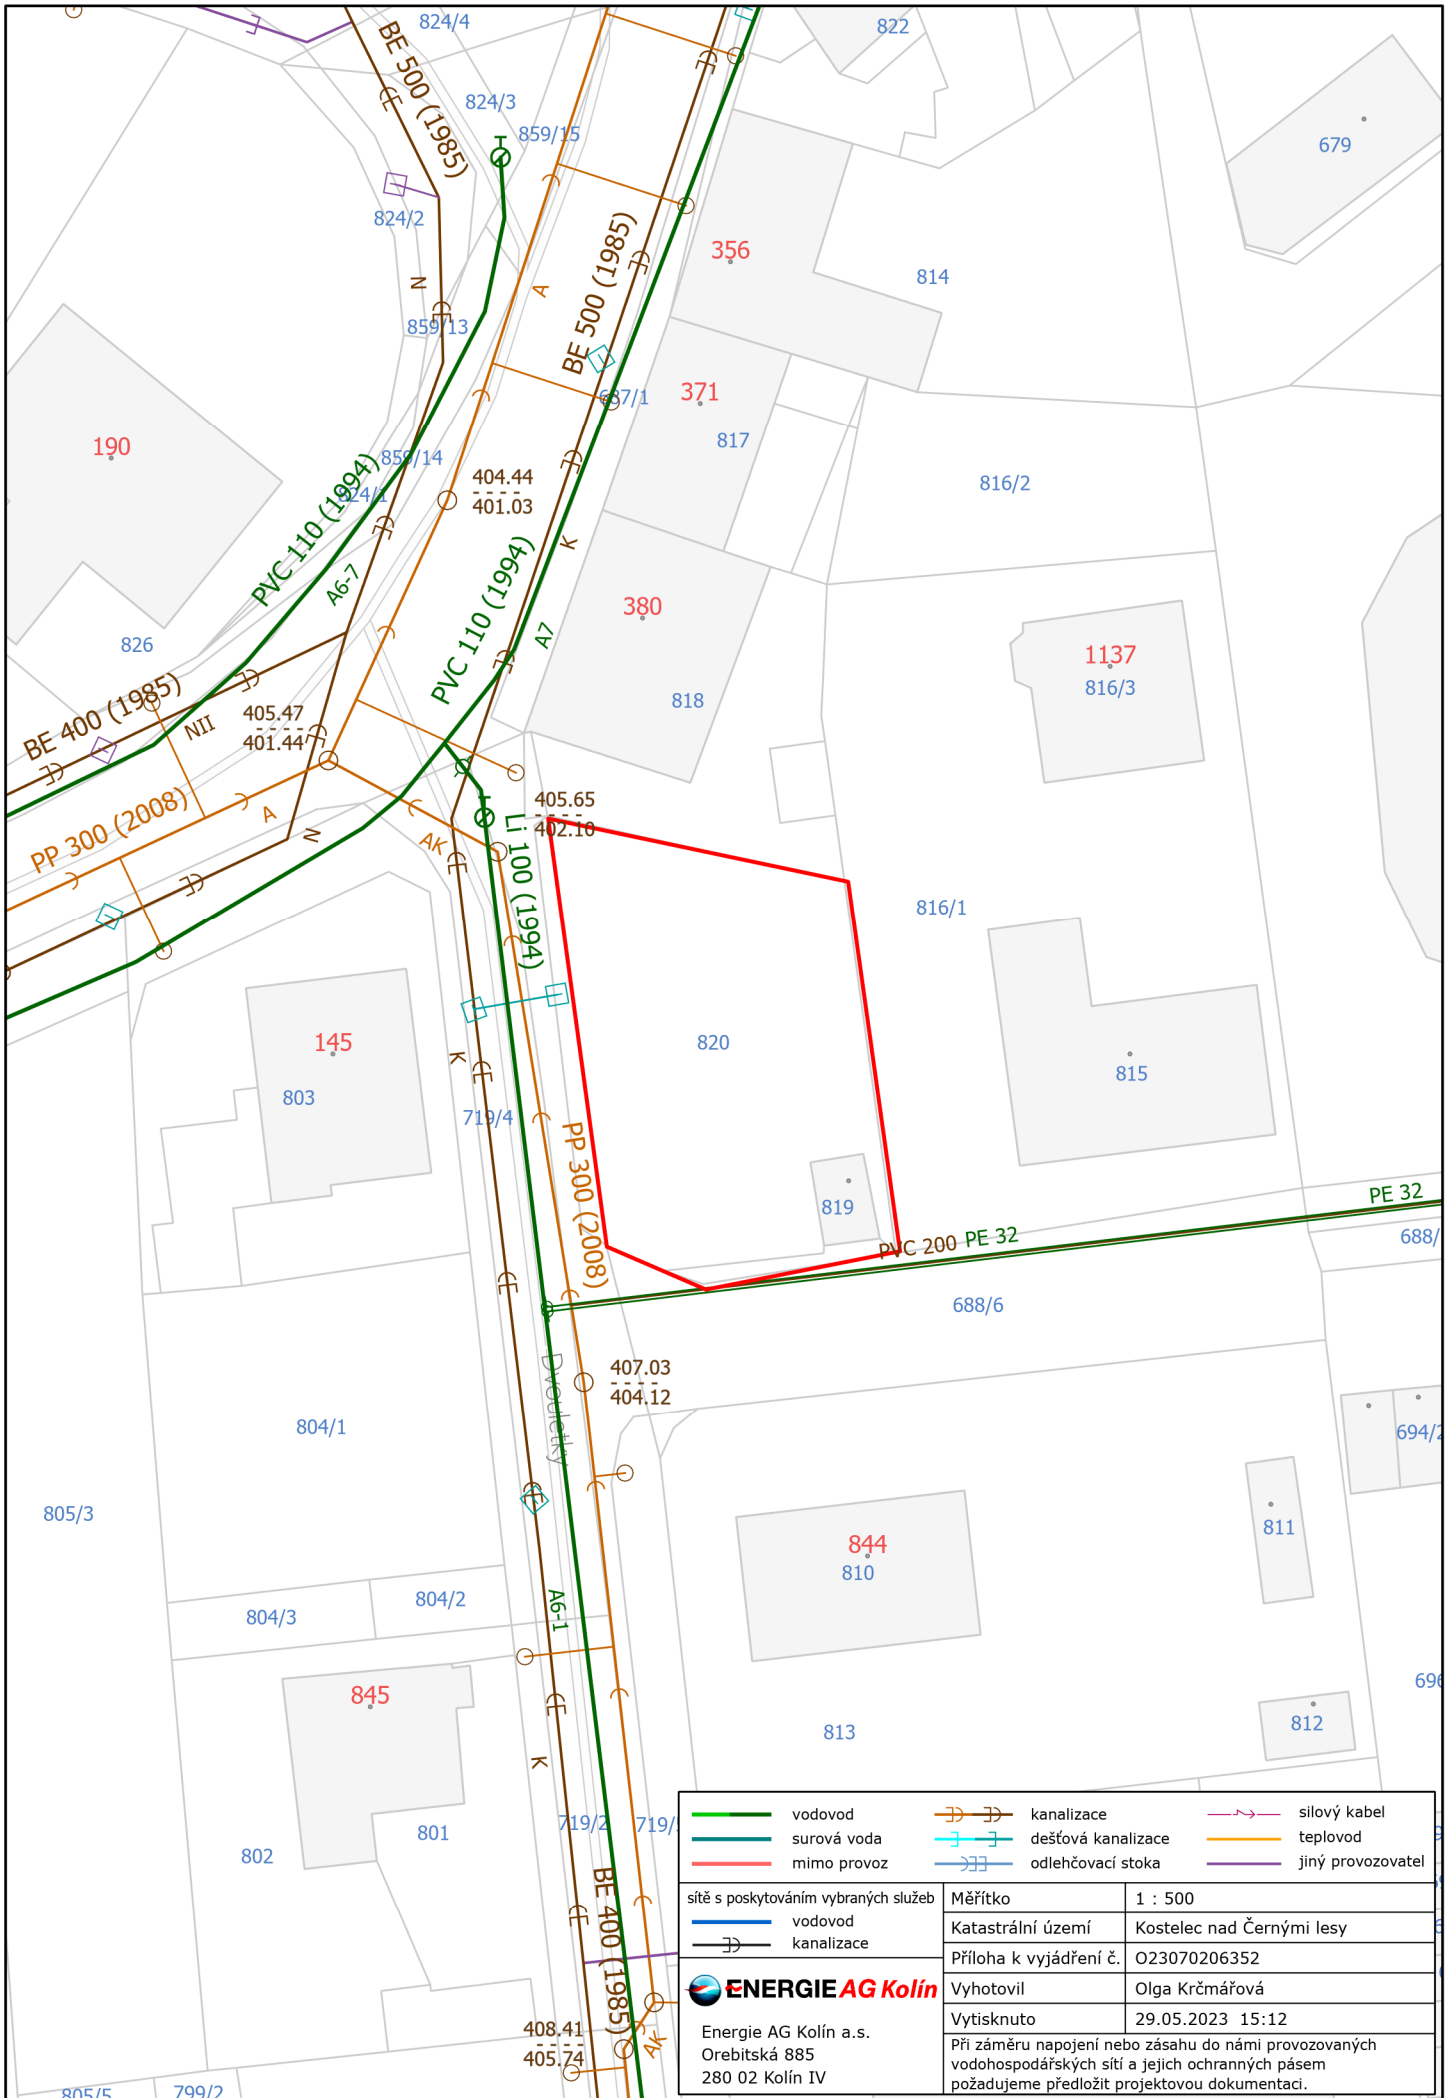 824/4
822
BE 500 (1985)
824/3
859/15
679
824/2
N
A
BE 500 (1985)
356
814
859/13
687/1
371
817
190
859/14
824/1
PVC 110 (1994)
A6-7
404.44
401.03
K
816/2
PVC 110 (1994)
A7
380
826
818
1137
816/3
BE 400 (1985)
NII
405.47
401.44
PP 300 (2008)
A
N
AK
405.65
402.10
Li 100 (1994)
816/1
145
803
K
719/4
820
815
PP 300 (2008)
819
PVC 200
PE 32
PE 32
688/
688/6
Dvouletky
407.03
404.12
804/1
694/2
805/3
844
810
811
804/3
804/2
A6-1
845
K
696
812
813
801
802
719/2
719/
BE 400 (1985)
408.41
405.74
AK
805/5
799/2
vodovod
kanalizace
silový kabel
surová voda
dešťová kanalizace
teplovod
mimo provoz
odlehčovací stoka
jiný provozovatel
sítě s poskytováním vybraných služeb
vodovod
kanalizace
Měřítko
1 : 500
Katastrální území
Kostelec nad Černými lesy
Příloha k vyjádření č.
O23070206352
Vyhotovil
Olga Krčmářová
Vytisknuto
29.05.2023 15:12
ENERGIE AG Kolín
Energie AG Kolín a.s.
Orebitská 885
280 02 Kolín IV
Při záměru napojení nebo zásahu do námi provozovaných
vodohospodářských sítí a jejich ochranných pásem
požadujeme předložit projektovou dokumentaci.